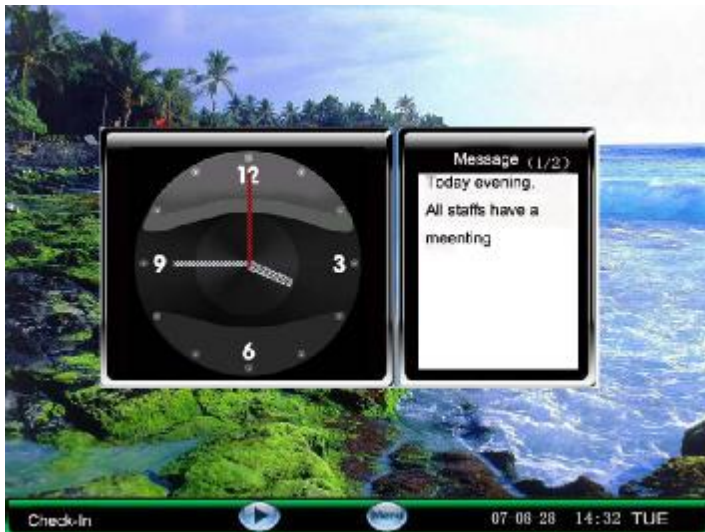 12
9
3
6
Message (1/2)
Today evening,
All staffs have a
meenting
Check-In
Menu
07-08-28 14:32 TUE